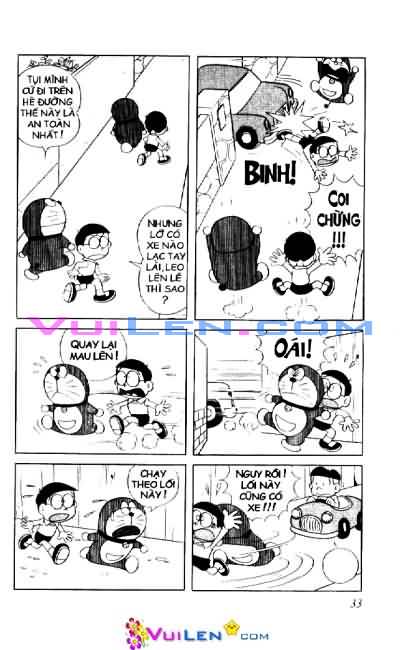 TỤI MÌNH
CỨ ĐI TRÊN
HÈ ĐƯỜNG
THẾ NÀY LÀ
AN TOÀN
NHẤT!
NHƯNG
LỠ CÓ
XE NÀO
LẠC TAY
LÁI, LEO
LÊN LỀ
THÌ SAO
?
BINH!
COI
CHỪNG
!!!
VUILEN.COM
QUAY LẠI
MAU LÊN!
OÁI!
CHẠY
THEO LỐI
NÀY!
NGUY RỒI!
LỐI NÀY
CŨNG CÓ
XE!!!
33
VUILEN.COM